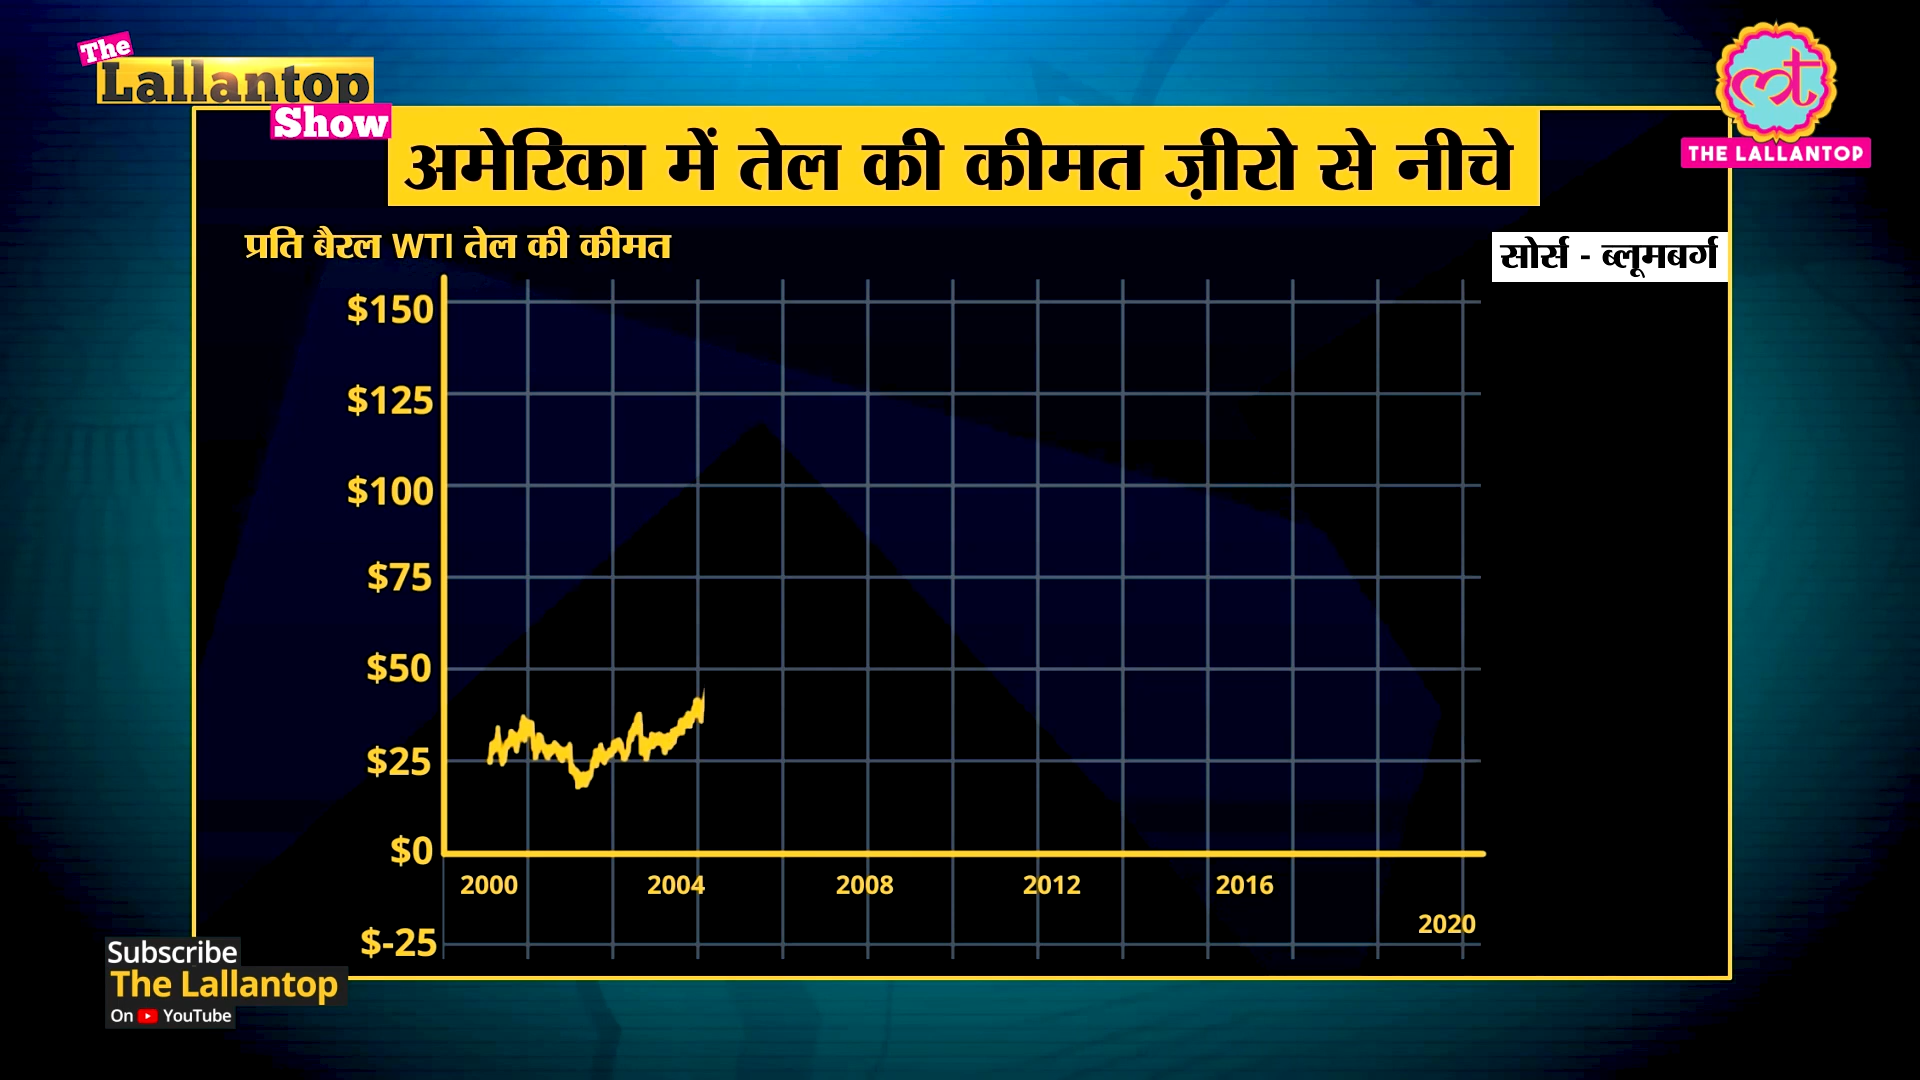 The
Lallantop
Show
अमेरिका में तेल की कीमत ज़ीरो से नीचे
THE LALLANTOP
प्रति बैरल WTI तेल की कीमत
सोर्स - ब्लूमबर्ग
$150
$125
$100
$75
$50
$25
$0
2000 2004 2008 2012 2016
2020
$-25
Subscribe
The Lallantop
On YouTube